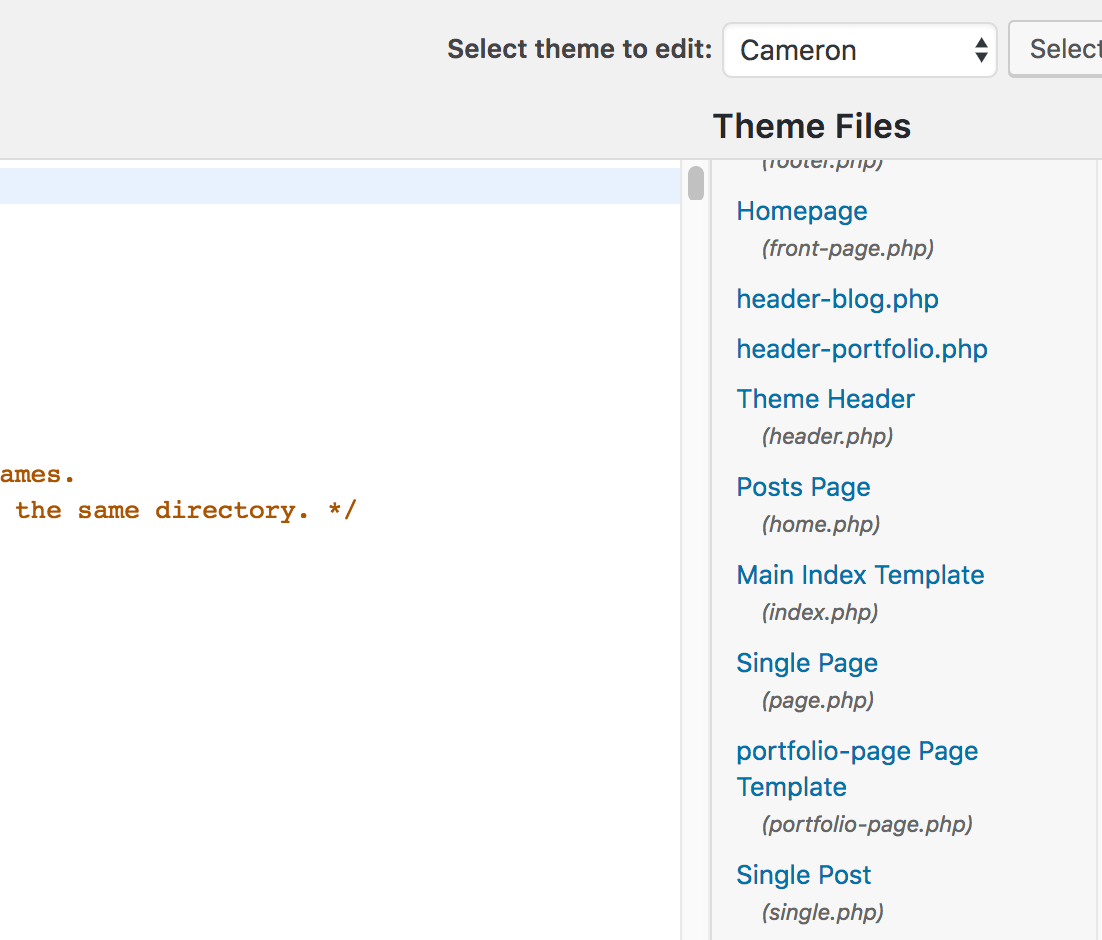 Select theme to edit: Cameron Select
Theme Files
(footer.php)
Homepage
(front-page.php)
header-blog.php
header-portfolio.php
Theme Header
(header.php)
ames.
Posts Page
the same directory. */
(home.php)
Main Index Template
(index.php)
Single Page
(page.php)
portfolio-page Page
Template
(portfolio-page.php)
Single Post
(single.php)